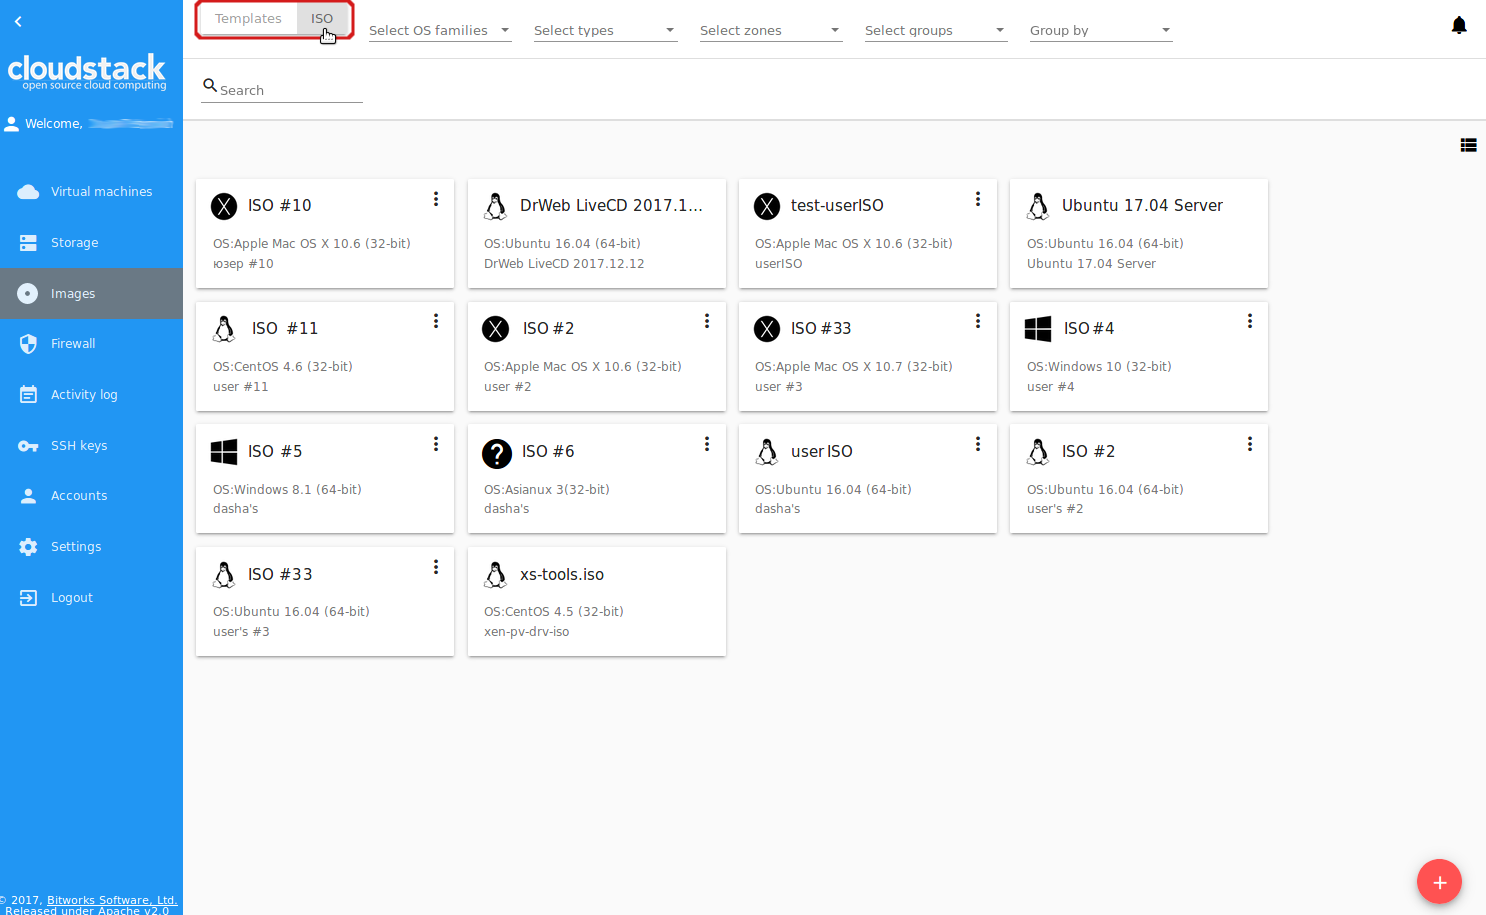 Templates ISO
Select OS families Select types Select zones Select groups Group by
cloudstack
open source cloud computing
Search
Welcome,
Virtual machines
Storage
Images
Firewall
Activity log
SSH keys
Accounts
Settings
Logout
ISO #10
OS:Apple Mac OS X 10.6 (32-bit)
юзер #10
DrWeb LiveCD 2017.1...
OS:Ubuntu 16.04 (64-bit)
DrWeb LiveCD 2017.12.12
test-userISO
OS:Apple Mac OS X 10.6 (32-bit)
userISO
Ubuntu 17.04 Server
OS:Ubuntu 16.04 (64-bit)
Ubuntu 17.04 Server
ISO #11
OS:CentOS 4.6 (32-bit)
user #11
ISO #2
OS:Apple Mac OS X 10.6 (32-bit)
user #2
ISO #33
OS:Apple Mac OS X 10.7 (32-bit)
user #3
ISO #4
OS:Windows 10 (32-bit)
user #4
ISO #5
OS:Windows 8.1 (64-bit)
dasha's
ISO #6
OS:Asianux 3(32-bit)
dasha's
user ISO
OS:Ubuntu 16.04 (64-bit)
dasha's
ISO #2
OS:Ubuntu 16.04 (64-bit)
user's #2
ISO #33
OS:Ubuntu 16.04 (64-bit)
user's #3
xs-tools.iso
OS:CentOS 4.5 (32-bit)
xen-pv-drv-iso
© 2017, Bitworks Software, Ltd.
Released under Apache v2.0